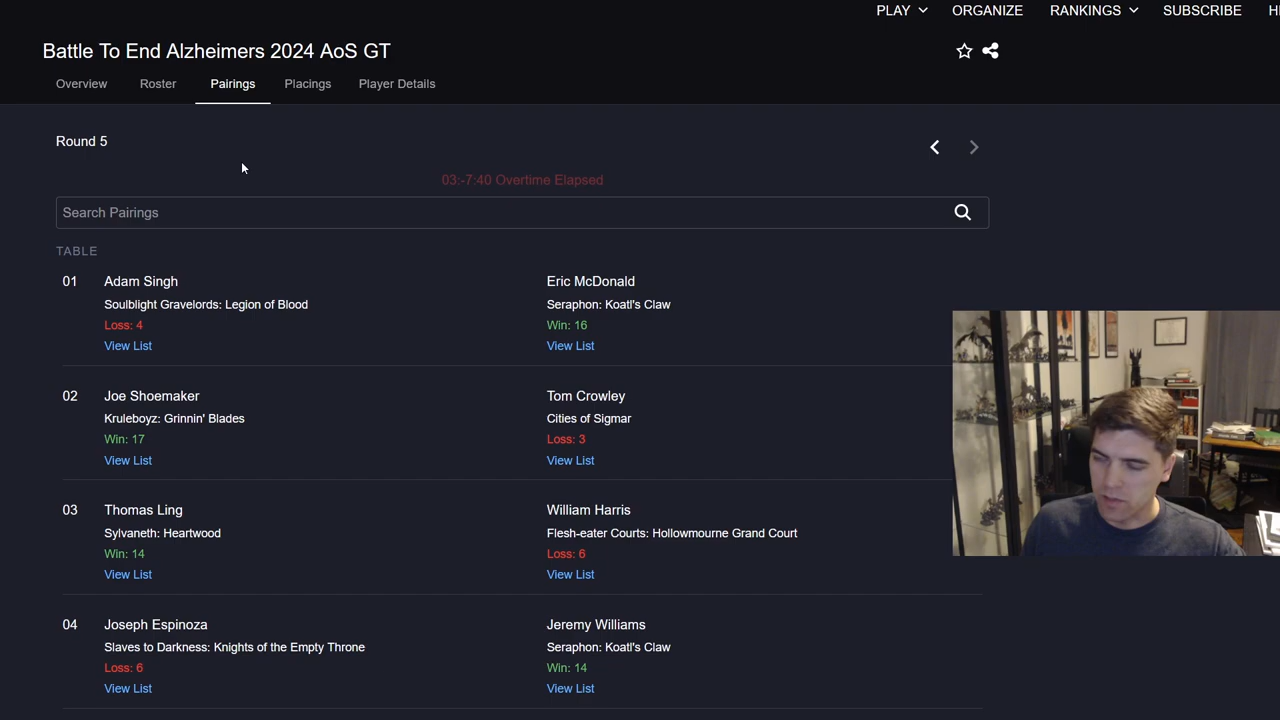 PLAY ORGANIZE RANKINGS SUBSCRIBE H
Battle To End Alzheimers 2024 AoS GT
Overview Roster Pairings Placings Player Details
Round 5
03:-7:40 Overtime Elapsed
Search Pairings
TABLE
01 Adam Singh Eric McDonald
Soulblight Gravelords: Legion of Blood Seraphon: Koatl's Claw
Loss: 4 Win: 16
View List View List
02 Joe Shoemaker Tom Crowley
Kruleboyz: Grinnin' Blades Cities of Sigmar
Win: 17 Loss: 3
View List View List
03 Thomas Ling William Harris
Sylvaneth: Heartwood Flesh-eater Courts: Hollowmourne Grand Court
Win: 14 Loss: 6
View List View List
04 Joseph Espinoza Jeremy Williams
Slaves to Darkness: Knights of the Empty Throne Seraphon: Koatl's Claw
Loss: 6 Win: 14
View List View List